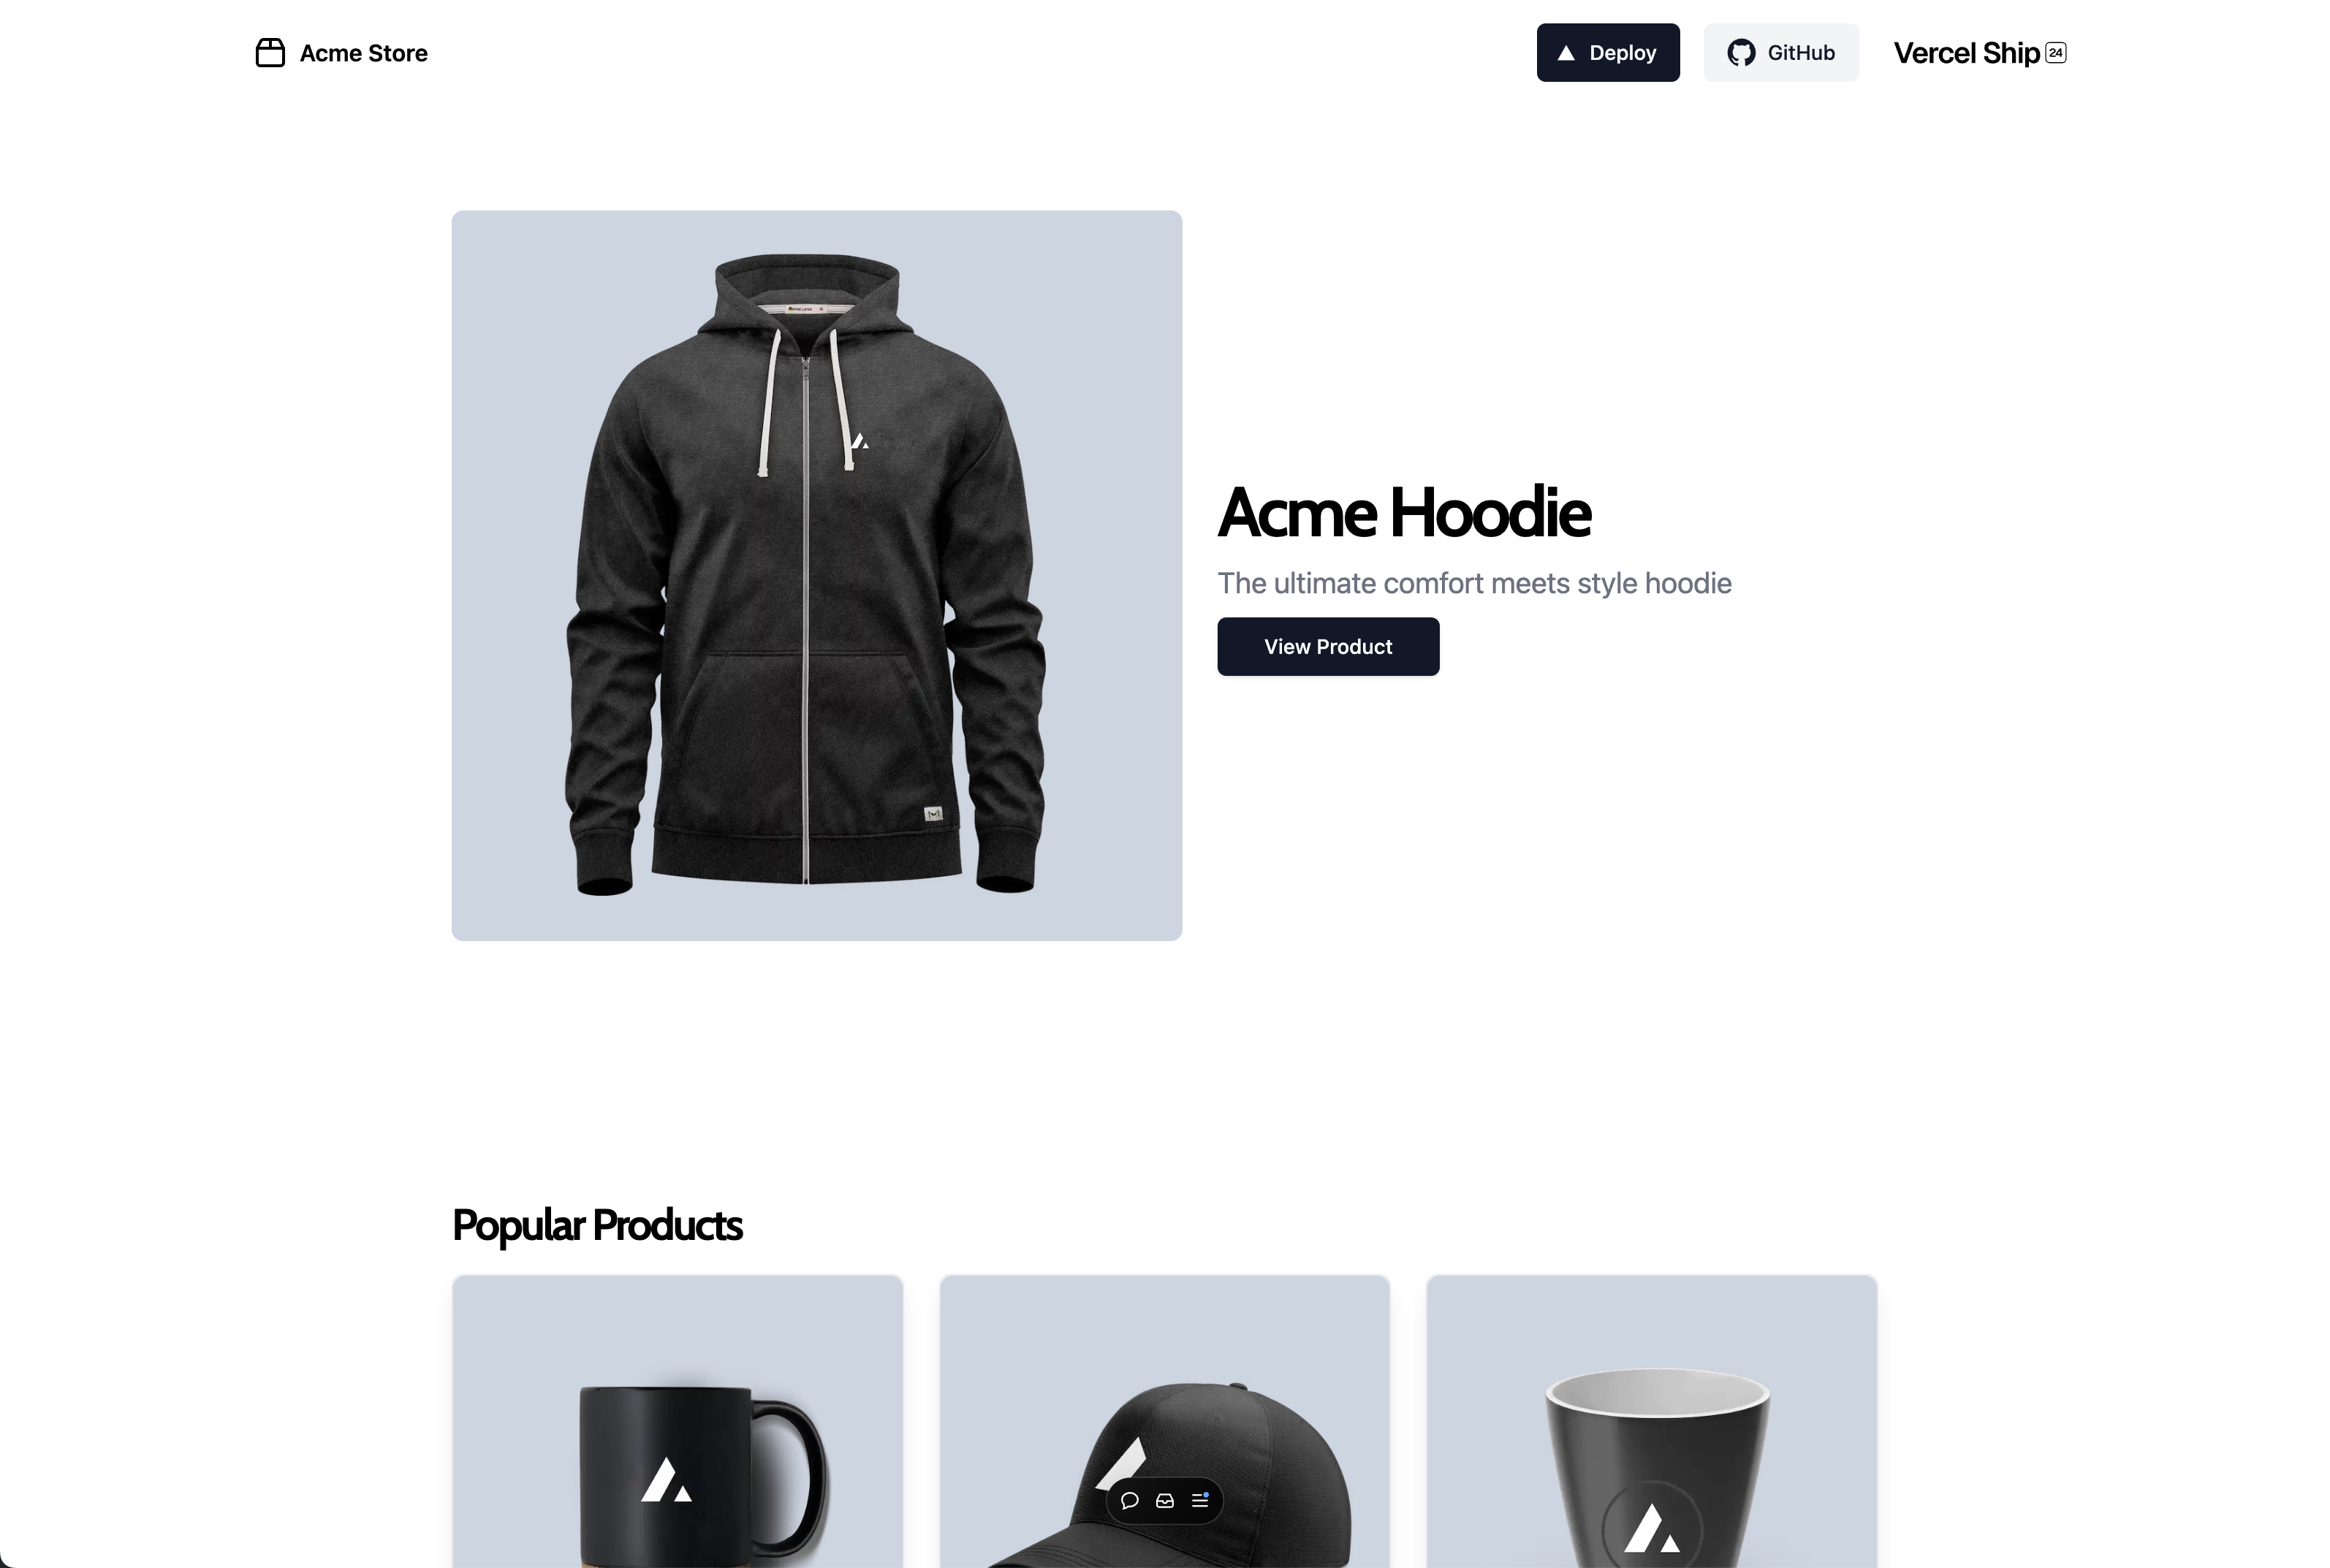 Acme Store
Deploy
GitHub
Vercel Ship 24
Acme Hoodie
The ultimate comfort meets style hoodie
View Product
Popular Products